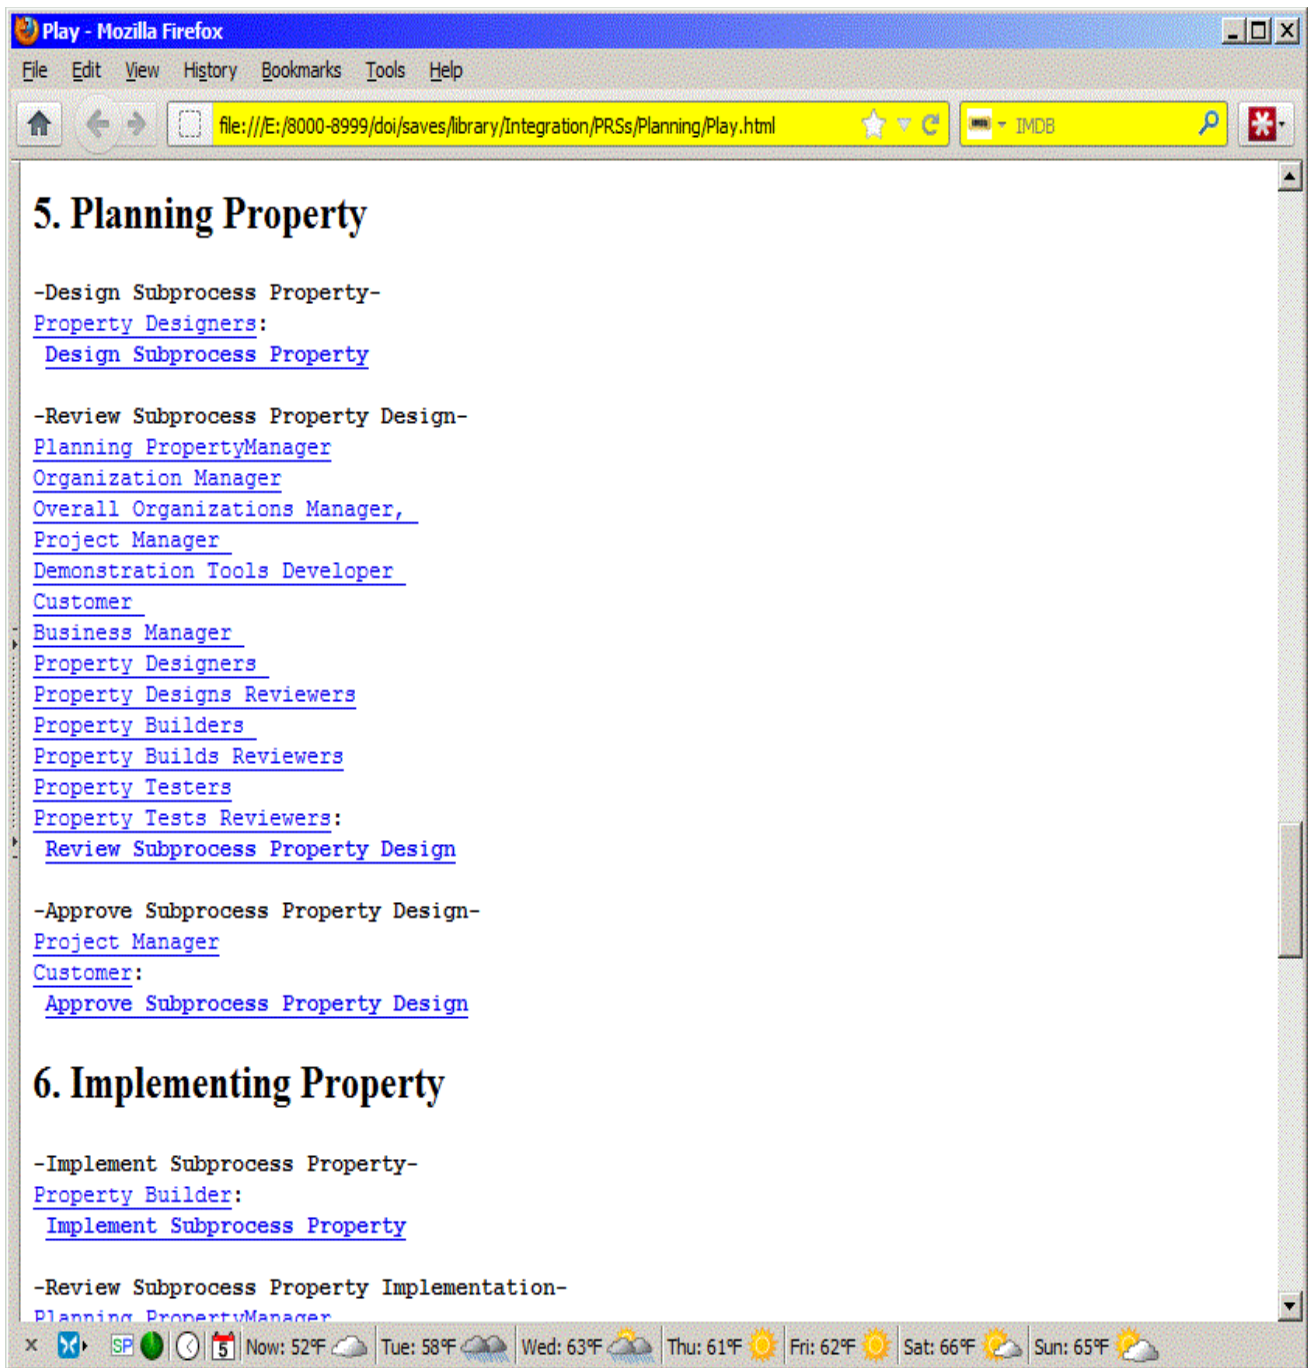 Play - Mozilla Firefox
File Edit View History Bookmarks Tools Help
file:///E:/8000-8999/doi/saves/library/Integration/PRSs/Planning/Play.html IMDB
5. Planning Property
-Design Subprocess Property-
Property Designers:
Design Subprocess Property
-Review Subprocess Property Design-
Planning PropertyManager
Organization Manager
Overall Organizations Manager,
Project Manager
Demonstration Tools Developer
Customer
Business Manager
Property Designers
Property Designs Reviewers
Property Builders
Property Builds Reviewers
Property Testers
Property Tests Reviewers:
Review Subprocess Property Design
-Approve Subprocess Property Design-
Project Manager
Customer:
Approve Subprocess Property Design
6. Implementing Property
-Implement Subprocess Property-
Property Builder:
Implement Subprocess Property
-Review Subprocess Property Implementation-
Planning PropertyManager
SP 5 Now: 52°F Tue: 58°F Wed: 63°F Thu: 61°F Fri: 62°F Sat: 66°F Sun: 65°F